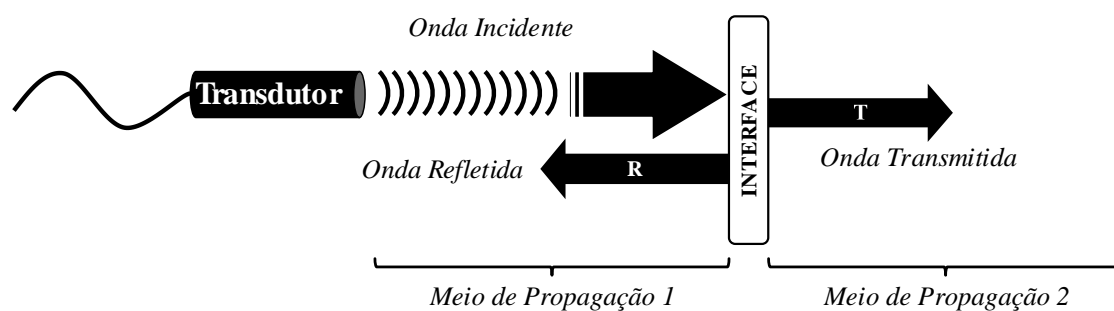 Onda Incidente
Transdutor
INTERFACE
T
Onda Refletida
R
Onda Transmitida
Meio de Propagação 1
Meio de Propagação 2